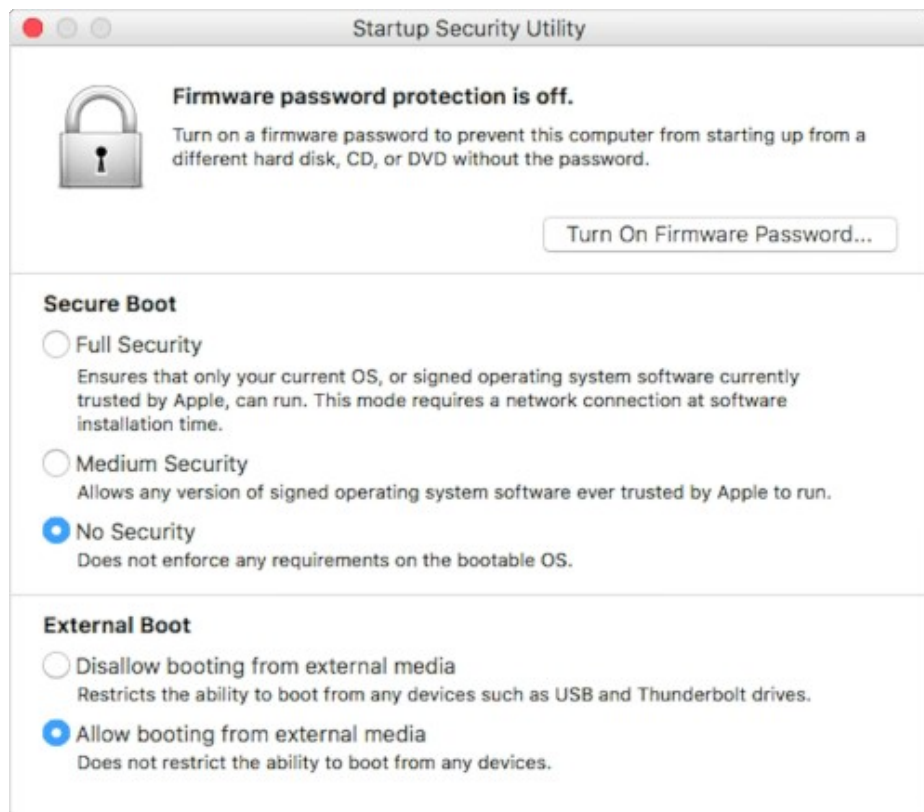 Startup Security Utility
Firmware password protection is off.
Turn on a firmware password to prevent this computer from starting up from a
different hard disk, CD, or DVD without the password.
Turn On Firmware Password...
Secure Boot
Full Security
Ensures that only your current OS, or signed operating system software currently
trusted by Apple, can run. This mode requires a network connection at software
installation time.
Medium Security
Allows any version of signed operating system software ever trusted by Apple to run.
No Security
Does not enforce any requirements on the bootable OS.
External Boot
Disallow booting from external media
Restricts the ability to boot from any devices such as USB and Thunderbolt drives.
Allow booting from external media
Does not restrict the ability to boot from any devices.